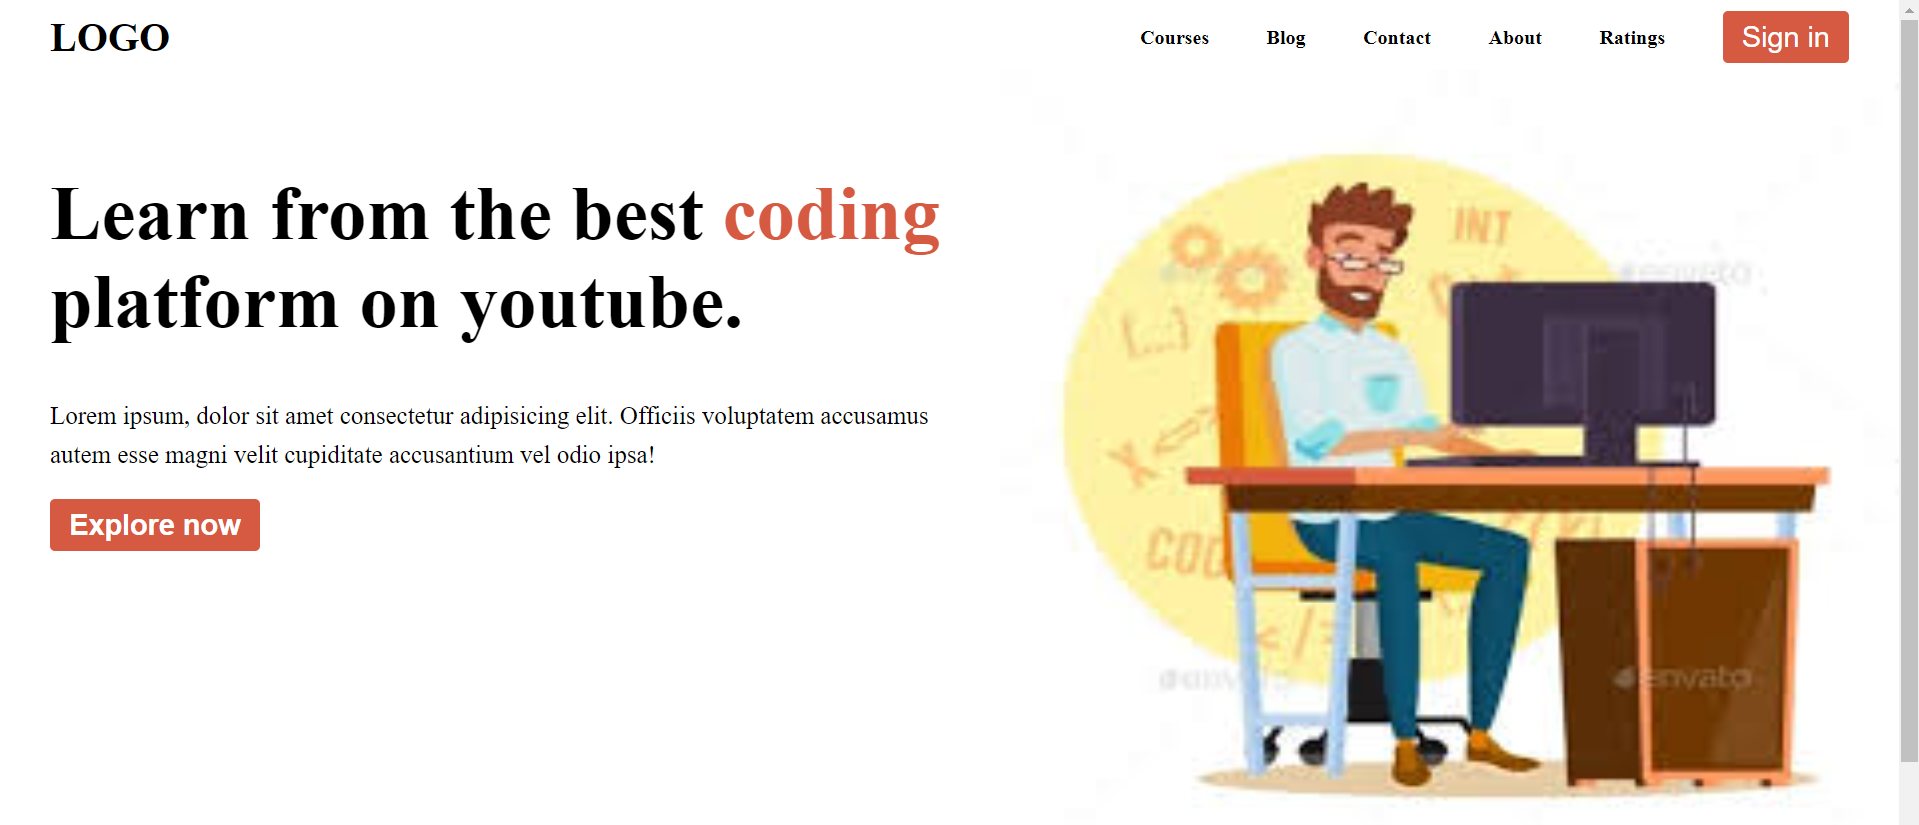 LOGO
Courses Blog Contact About Ratings Sign in
Learn from the best coding
platform on youtube.
Lorem ipsum, dolor sit amet consectetur adipisicing elit. Officiis voluptatem accusamus
autem esse magni velit cupiditate accusantium vel odio ipsa!
Explore now
INT
envato
{...}
X
COD
</>
envato